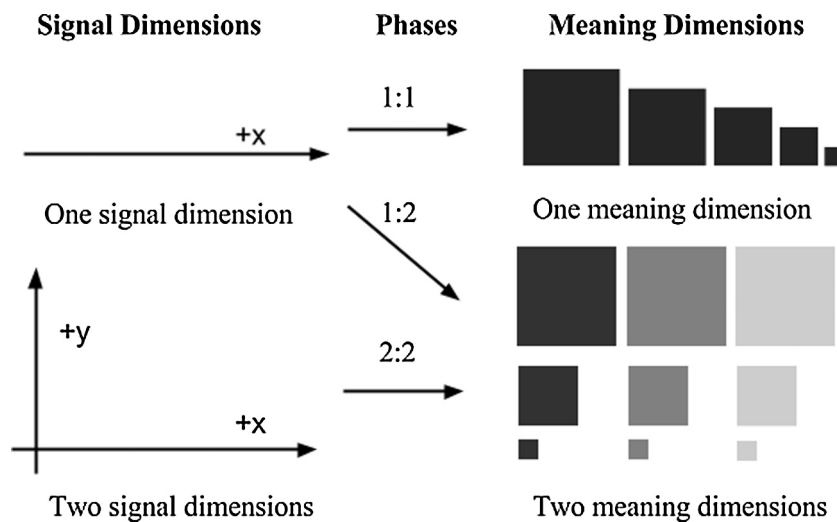 Signal Dimensions
Phases
Meaning Dimensions
1:1
+x
One signal dimension
1:2
One meaning dimension
+y
2:2
+x
Two signal dimensions
Two meaning dimensions